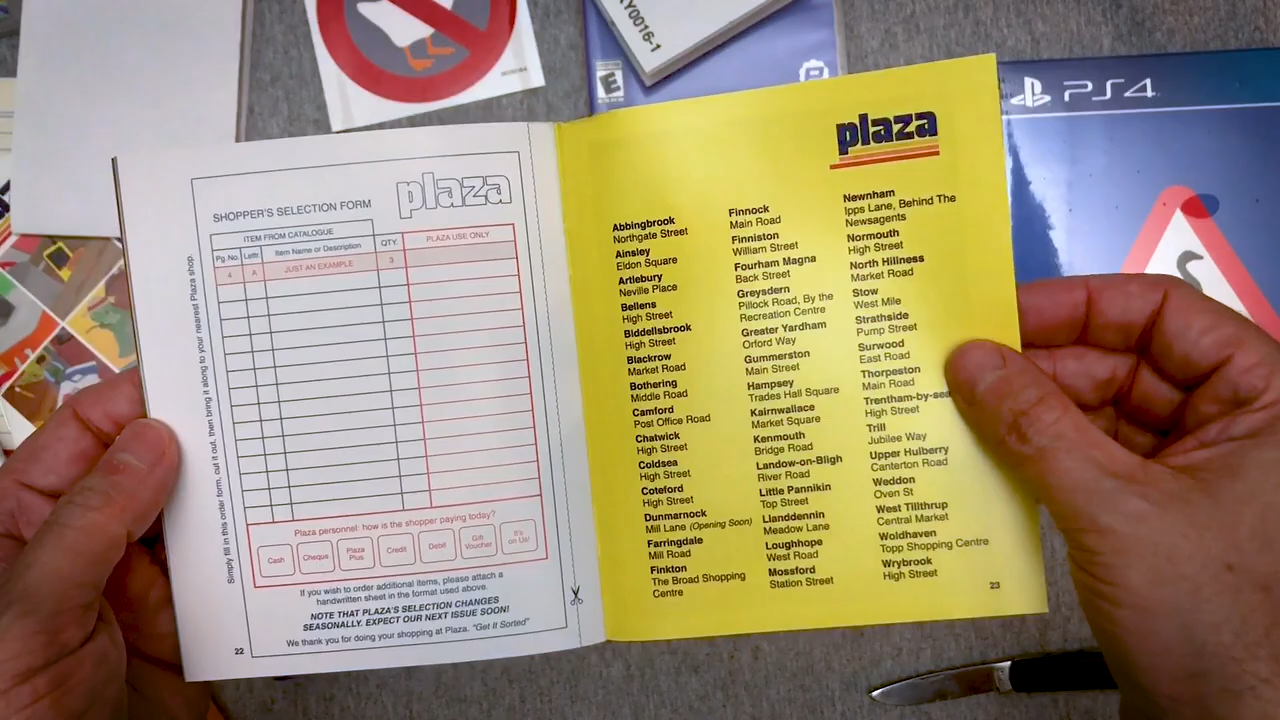 Y0016-1
E
PS4
plaza
SHOPPER'S SELECTION FORM
ITEM FROM CATALOGUE
PLAZA USE ONLY
Pg.No. Lettr Item Name or Description QTY.
4 A JUST AN EXAMPLE 3
Simply fill in this order form, cut it out, then bring it along to your nearest Plaza shop.
Plaza personnel: how is the shopper paying today?
Cash
Cheque
Plaza
Plus
Credit
Debit
Gift
Voucher
It's
on Us!
If you wish to order additional items, please attach a
handwritten sheet in the format used above.
NOTE THAT PLAZA'S SELECTION CHANGES
SEASONALLY. EXPECT OUR NEXT ISSUE SOON!
We thank you for doing your shopping at Plaza. "Get It Sorted"
22
plaza
Abbingbrook
Northgate Street
Ainsley
Eldon Square
Artlebury
Neville Place
Bellens
High Street
Biddellsbrook
High Street
Blackrow
Market Road
Bothering
Middle Road
Camford
Post Office Road
Chatwick
High Street
Coldsea
High Street
Coteford
High Street
Dunmarnock
Mill Lane (Opening Soon)
Farringdale
Mill Road
Finkton
The Broad Shopping
Centre
Finnock
Main Road
Finniston
William Street
Fourham Magna
Back Street
Greysdern
Pillock Road, By the
Recreation Centre
Greater Yardham
Orford Way
Gummerston
Main Street
Hampsey
Trades Hall Square
Kairnwallace
Market Square
Kenmouth
Bridge Road
Landow-on-Bligh
River Road
Little Pannikin
Top Street
Llanddennin
Meadow Lane
Loughhope
West Road
Mossford
Station Street
Newnham
Ipps Lane, Behind The
Newsagents
Normouth
High Street
North Hiliness
Market Road
Stow
West Mile
Strathside
Pump Street
Surwood
East Road
Thorpeston
Main Road
Trentham-by-sea
High Street
Trill
Jubilee Way
Upper Hulberry
Canterton Road
Weddon
Oven St
West Tillthrup
Central Market
Woldhaven
Topp Shopping Centre
Wrybrook
High Street
23